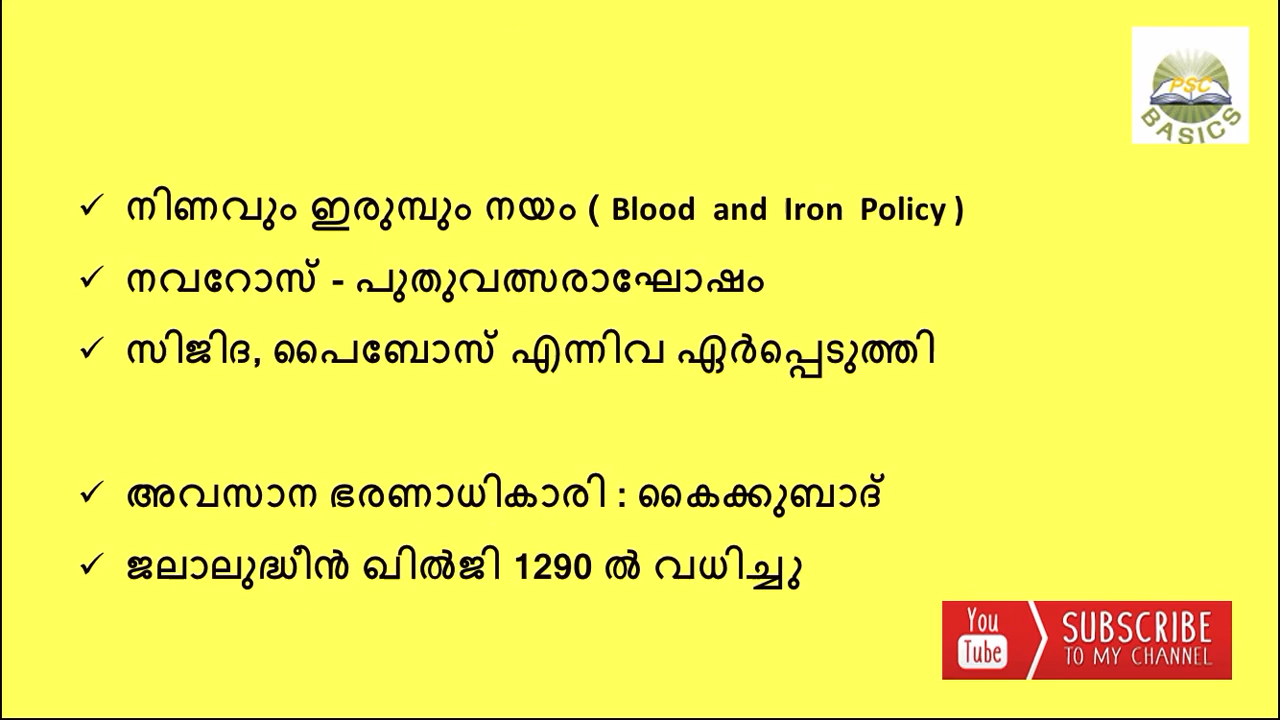 PSC
BASICS
✓ നിണവും ഇരുമ്പും നയം ( Blood and Iron Policy )
✓ നവറോസ് - പുതുവത്സരാഘോഷം
✓ സിജിദ, പൈബോസ് എന്നിവ ഏർപ്പെടുത്തി
✓ അവസാന ഭരണാധികാരി : കൈക്കുബാദ്
✓ ജലാലുദ്ധീൻ ഖിൽജി 1290 ൽ വധിച്ചു
You Tube SUBSCRIBE
TO MY CHANNEL